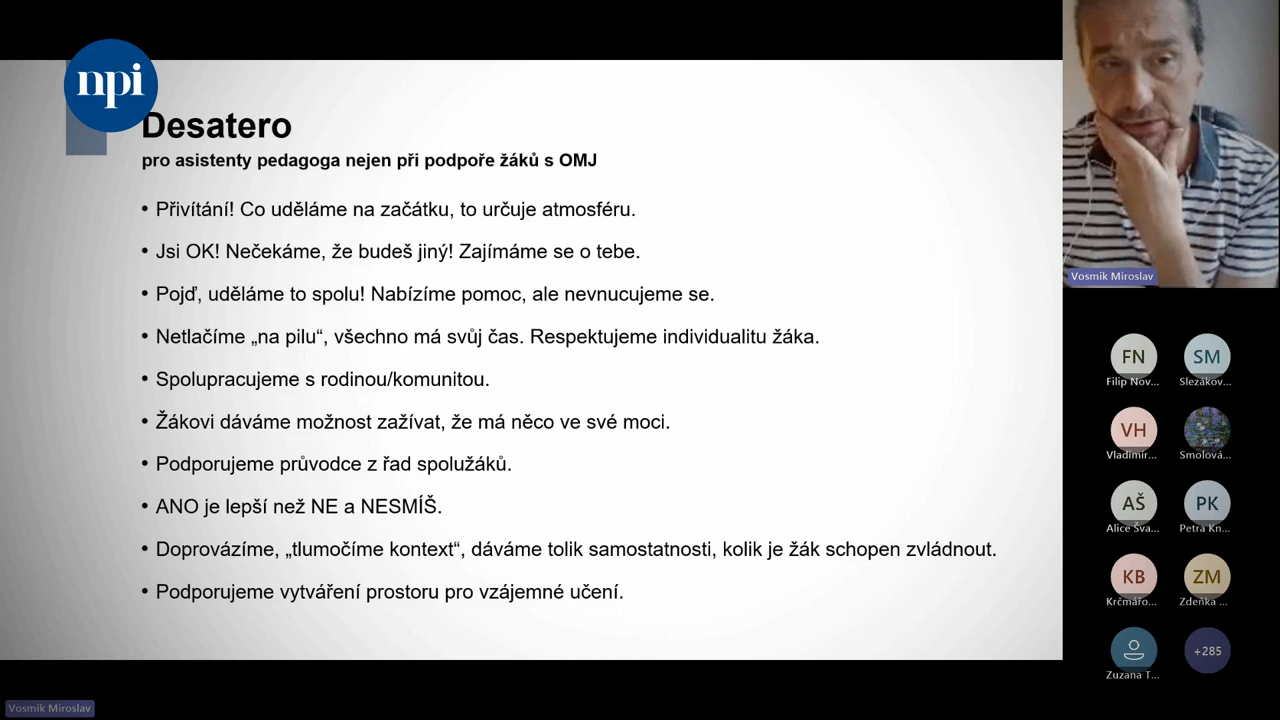 npi
Desatero
pro asistenty pedagoga nejen při podpoře žáků s OMJ
• Přivítání! Co uděláme na začátku, to určuje atmosféru.
• Jsi OK! Nečekáme, že budeš jiný! Zajímáme se o tebe.
• Pojď, uděláme to spolu! Nabízíme pomoc, ale nevnucujeme se.
• Netlačíme „na pilu“, všechno má svůj čas. Respektujeme individualitu žáka.
• Spolupracujeme s rodinou/komunitou.
• Žákovi dáváme možnost zažívat, že má něco ve své moci.
• Podporujeme průvodce z řad spolužáků.
• ANO je lepší než NE a NESMÍŠ.
• Doprovázíme, „tlumočíme kontext“, dáváme tolik samostatnosti, kolik je žák schopen zvládnout.
• Podporujeme vytváření prostoru pro vzájemné učení.
Vosmik Miroslav
FN SM
Filip Nov... Slezákov...
VH
Vladimír... Smolová...
AŠ PK
Alice Šva... Petra Kn...
KB ZM
Krčmářo... Zdeňka ...
+285
Zuzana T...
Vosmik Miroslav